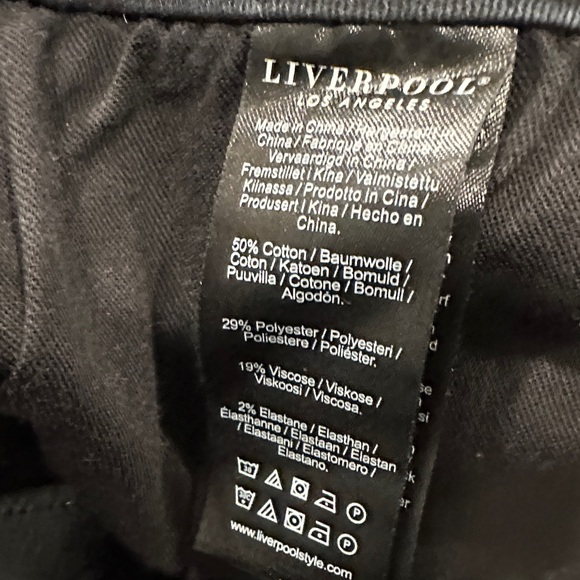 LIVERPOOL®
LOS ANGELES
Made in China / Hergestellt in
China / Fabriqué en Chine /
Vervaardigd in China /
Fremstillet i Kina / Valmistettu
Kiinassa / Prodotto in Cina /
Produsert i Kina / Hecho en
China.
50% Cotton / Baumwolle /
Coton / Katoen / Bomuld /
Puuvilla / Cotone / Bomull /
Algodón.
29% Polyester / Polyesteri /
Poliestere / Poliéster.
19% Viscose / Viskose /
Viskoosi / Viscosa.
2% Elastane / Elasthan /
Élasthanne / Elastaan / Elastan
/ Elastaani / Elastomero /
Elastano.
P
P
www.liverpoolstyle.com